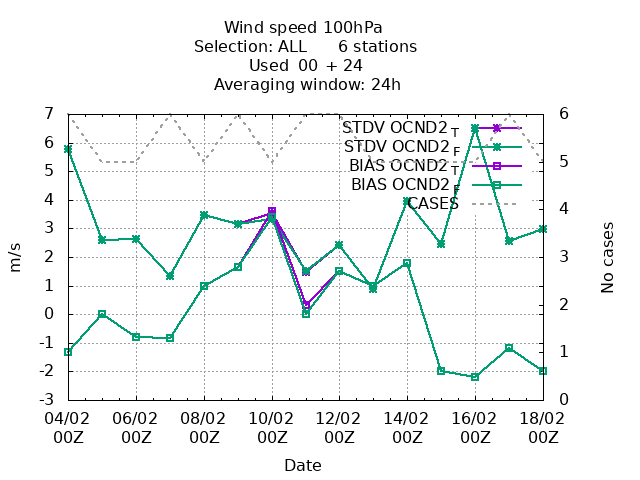 Wind speed 100hPa
Selection: ALL 6 stations
Used 00 + 24
Averaging window: 24h
7 6
6
5 5
4 4
3
2 3
1 2
0
-1 1
-2
-3 0
m/s
No cases
STDV OCND2_T
STDV OCND2_F
BIAS OCND2_T
BIAS OCND2_F
CASES
04/02 06/02 08/02 10/02 12/02 14/02 16/02 18/02
00Z 00Z 00Z 00Z 00Z 00Z 00Z 00Z
Date